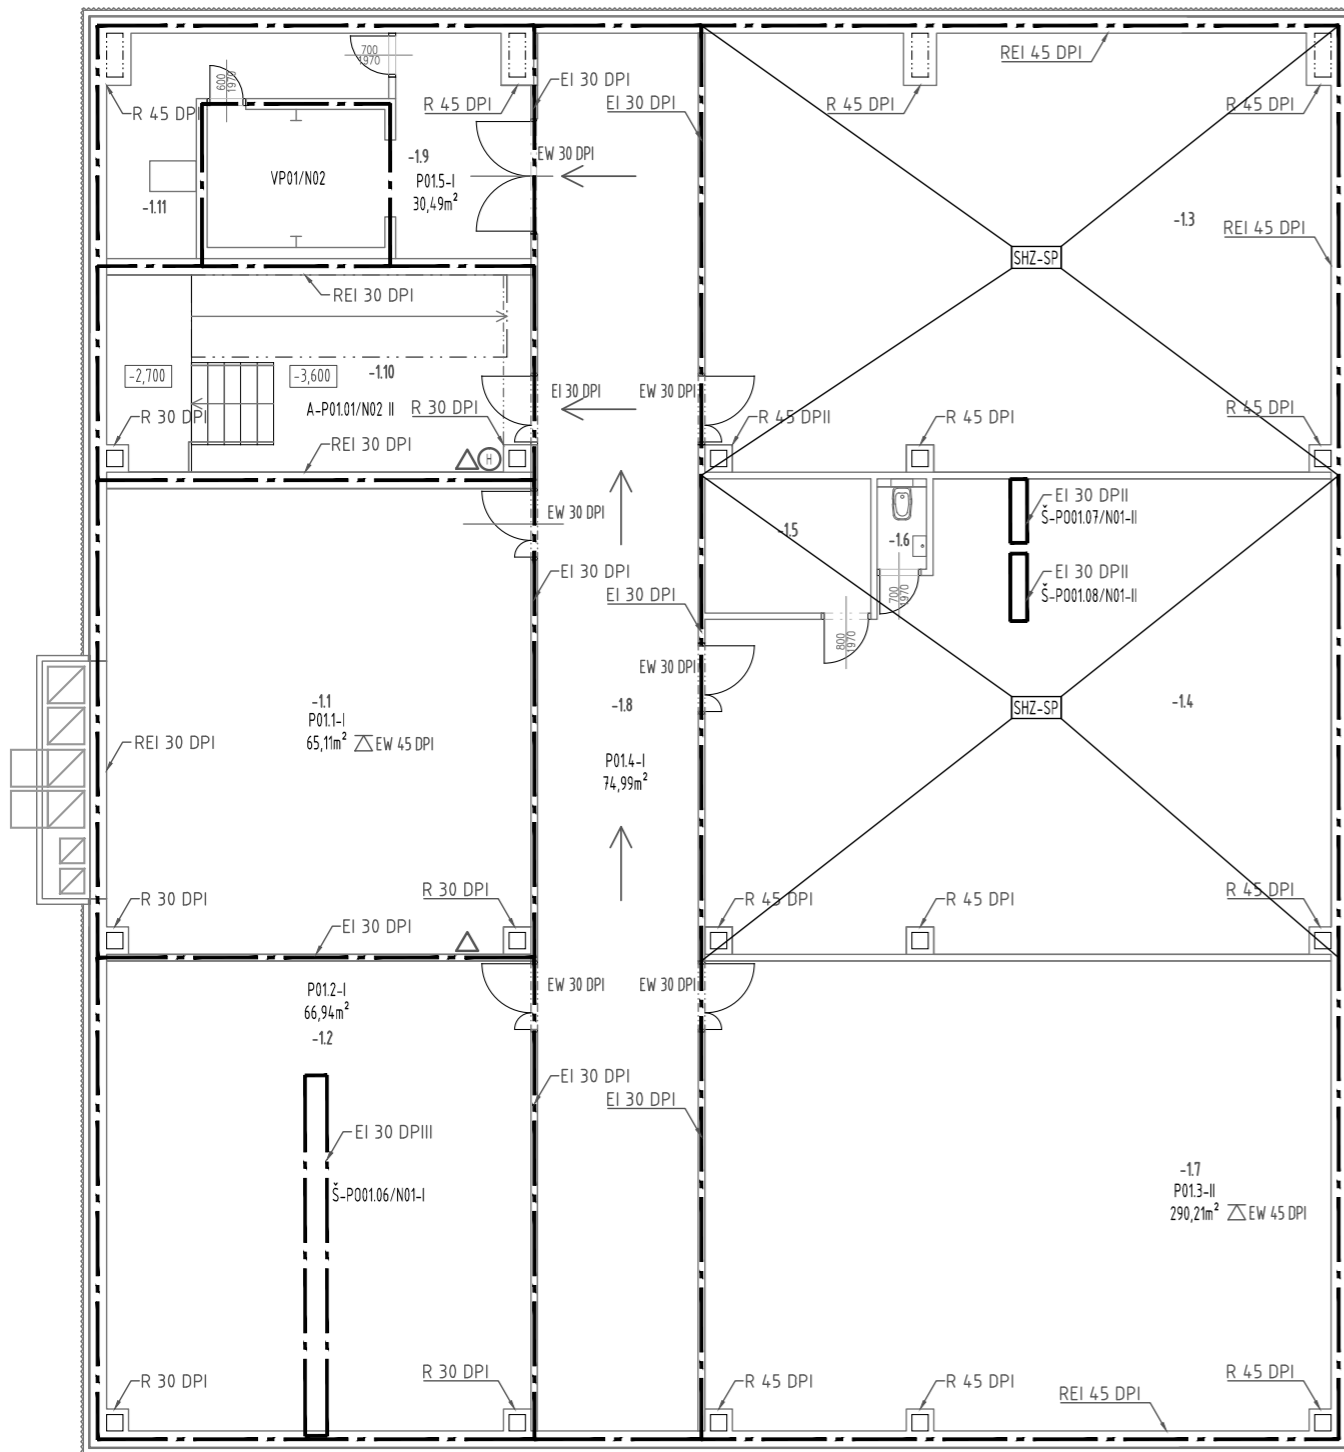 700
1970
600
1970
R 45 DPI
R 45 DPI
EI 30 DPI
EI 30 DPI
REI 45 DPI
R 45 DPI
R 45 DPI
EW 30 DPI
-1.9
P01.5-I
30,49m²
VP01/N02
-1.11
-1.3
REI 45 DPI
SHZ-SP
REI 30 DPI
-2,700
-3,600
-1.10
A-P01.01/N02 II
R 30 DPI
R 30 DPI
EI 30 DPI
EW 30 DPI
R 45 DPII
R 45 DPI
R 45 DPI
REI 30 DPI
H
EW 30 DPI
-1.5
-1.6
700
1970
800
1970
EI 30 DPII
Š-P001.07/N01-II
EI 30 DPII
Š-P001.08/N01-II
EI 30 DPI
EI 30 DPI
EW 30 DPI
-1.1
P01.1-I
65,11m²
EW 45 DPI
REI 30 DPI
-1.8
P01.4-I
74,99m²
SHZ-SP
-1.4
R 30 DPI
R 30 DPI
R 45 DPI
R 45 DPI
R 45 DPI
EI 30 DPI
EW 30 DPI
EW 30 DPI
P01.2-I
66,94m²
-1.2
EI 30 DPI
EI 30 DPI
EI 30 DPIII
Š-P001.06/N01-I
-1.7
P01.3-II
290,21m²
EW 45 DPI
R 30 DPI
R 30 DPI
R 45 DPI
R 45 DPI
REI 45 DPI
R 45 DPI